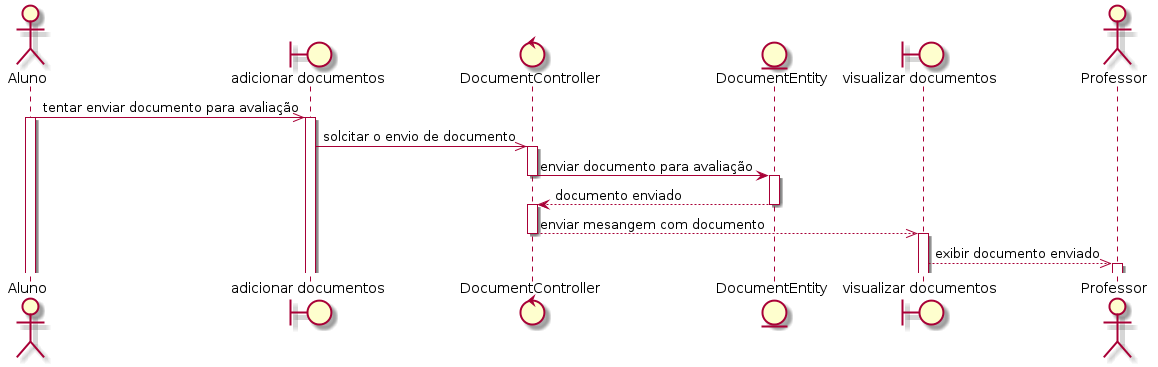 Aluno
adicionar documentos
DocumentController
DocumentEntity
visualizar documentos
Professor
tentar enviar documento para avaliação
solcitar o envio de documento
enviar documento para avaliação
documento enviado
enviar mesangem com documento
exibir documento enviado
Aluno
adicionar documentos
DocumentController
DocumentEntity
visualizar documentos
Professor